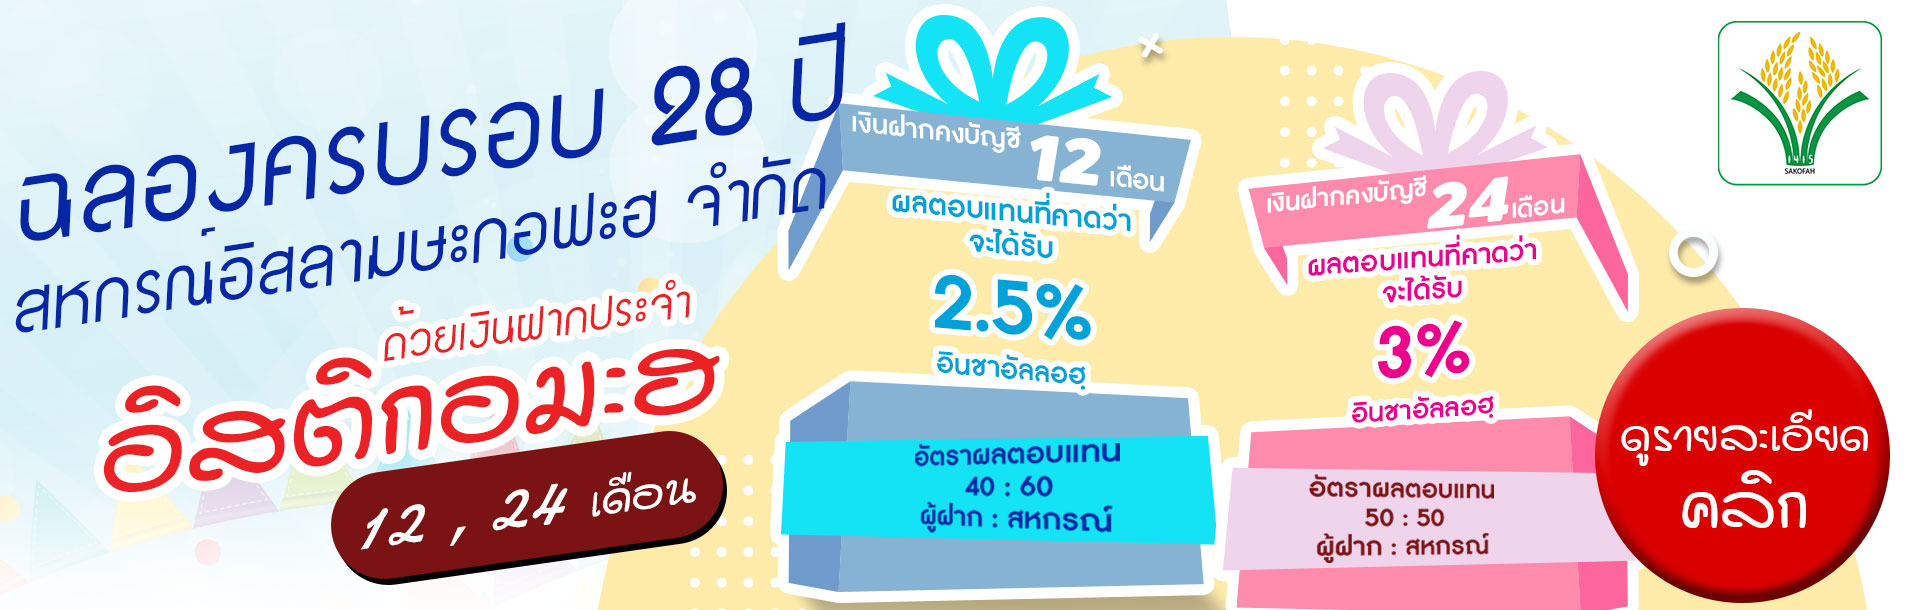 ฉลองครบรอบ 28 ปี
สหกรณ์อิสลามษะกอฟะฮ จำกัด
ด้วยเงินฝากประจำ
อิสติกอมะฮ
12 , 24 เดือน
เงินฝากคงบัญชี 12 เดือน
ผลตอบแทนที่คาดว่า
จะได้รับ
2.5%
อินชาอัลลอฮฺ
อัตราผลตอบแทน
40 : 60
ผู้ฝาก : สหกรณ์
เงินฝากคงบัญชี 24 เดือน
ผลตอบแทนที่คาดว่า
จะได้รับ
3%
อินชาอัลลอฮฺ
อัตราผลตอบแทน
50 : 50
ผู้ฝาก : สหกรณ์
1415
SAKOFAH
ดูรายละเอียด
คลิก